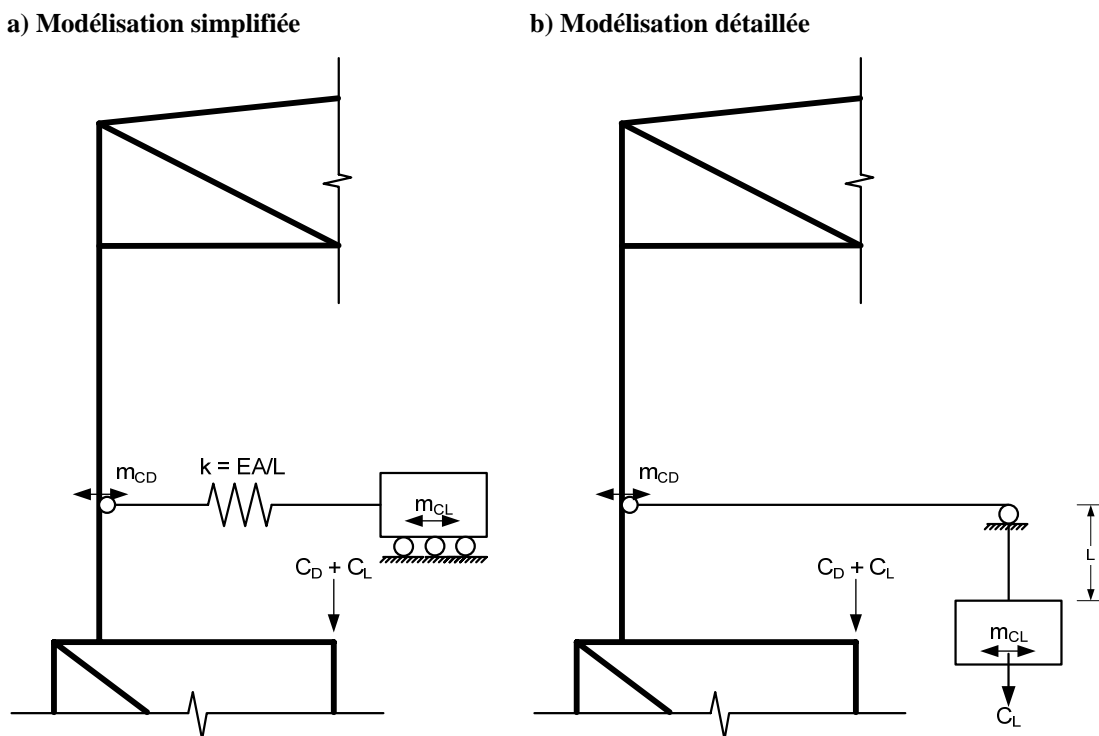 a) Modélisation simplifiée
b) Modélisation détaillée
m_CD
k = EA/L
m_CL
C_D + C_L
m_CD
C_D + C_L
L
m_CL
C_L